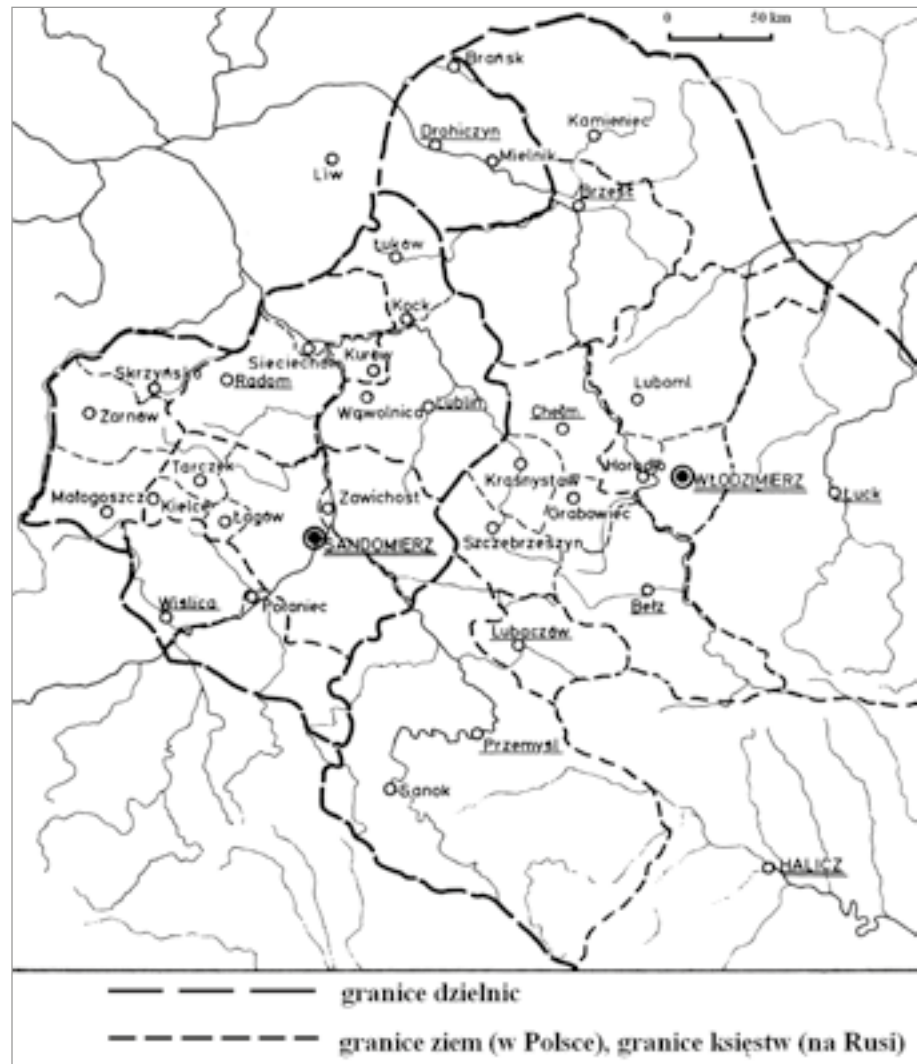 0 50 km
Brańsk
Drohiczyn
Kamieniec
Mielnik
Liw
Brześć
Łuków
Kock
Sieciechów
Kurów
Skrzyńsko
Radom
Luboml
Żarnów
Wąwolnica
Lublin
Chełm
Tarczek
Horodło
Krasnystaw
WŁODZIMIERZ
Małogoszcz
Kielce
Zawichost
Grabowiec
Łuck
Łagów
SANDOMIERZ
Szczebrzeszyn
Wiślica
Połaniec
Bełz
Lubaczów
Przemyśl
Sanok
HALICZ
granice dzielnic
granice ziem (w Polsce), granice księstw (na Rusi)